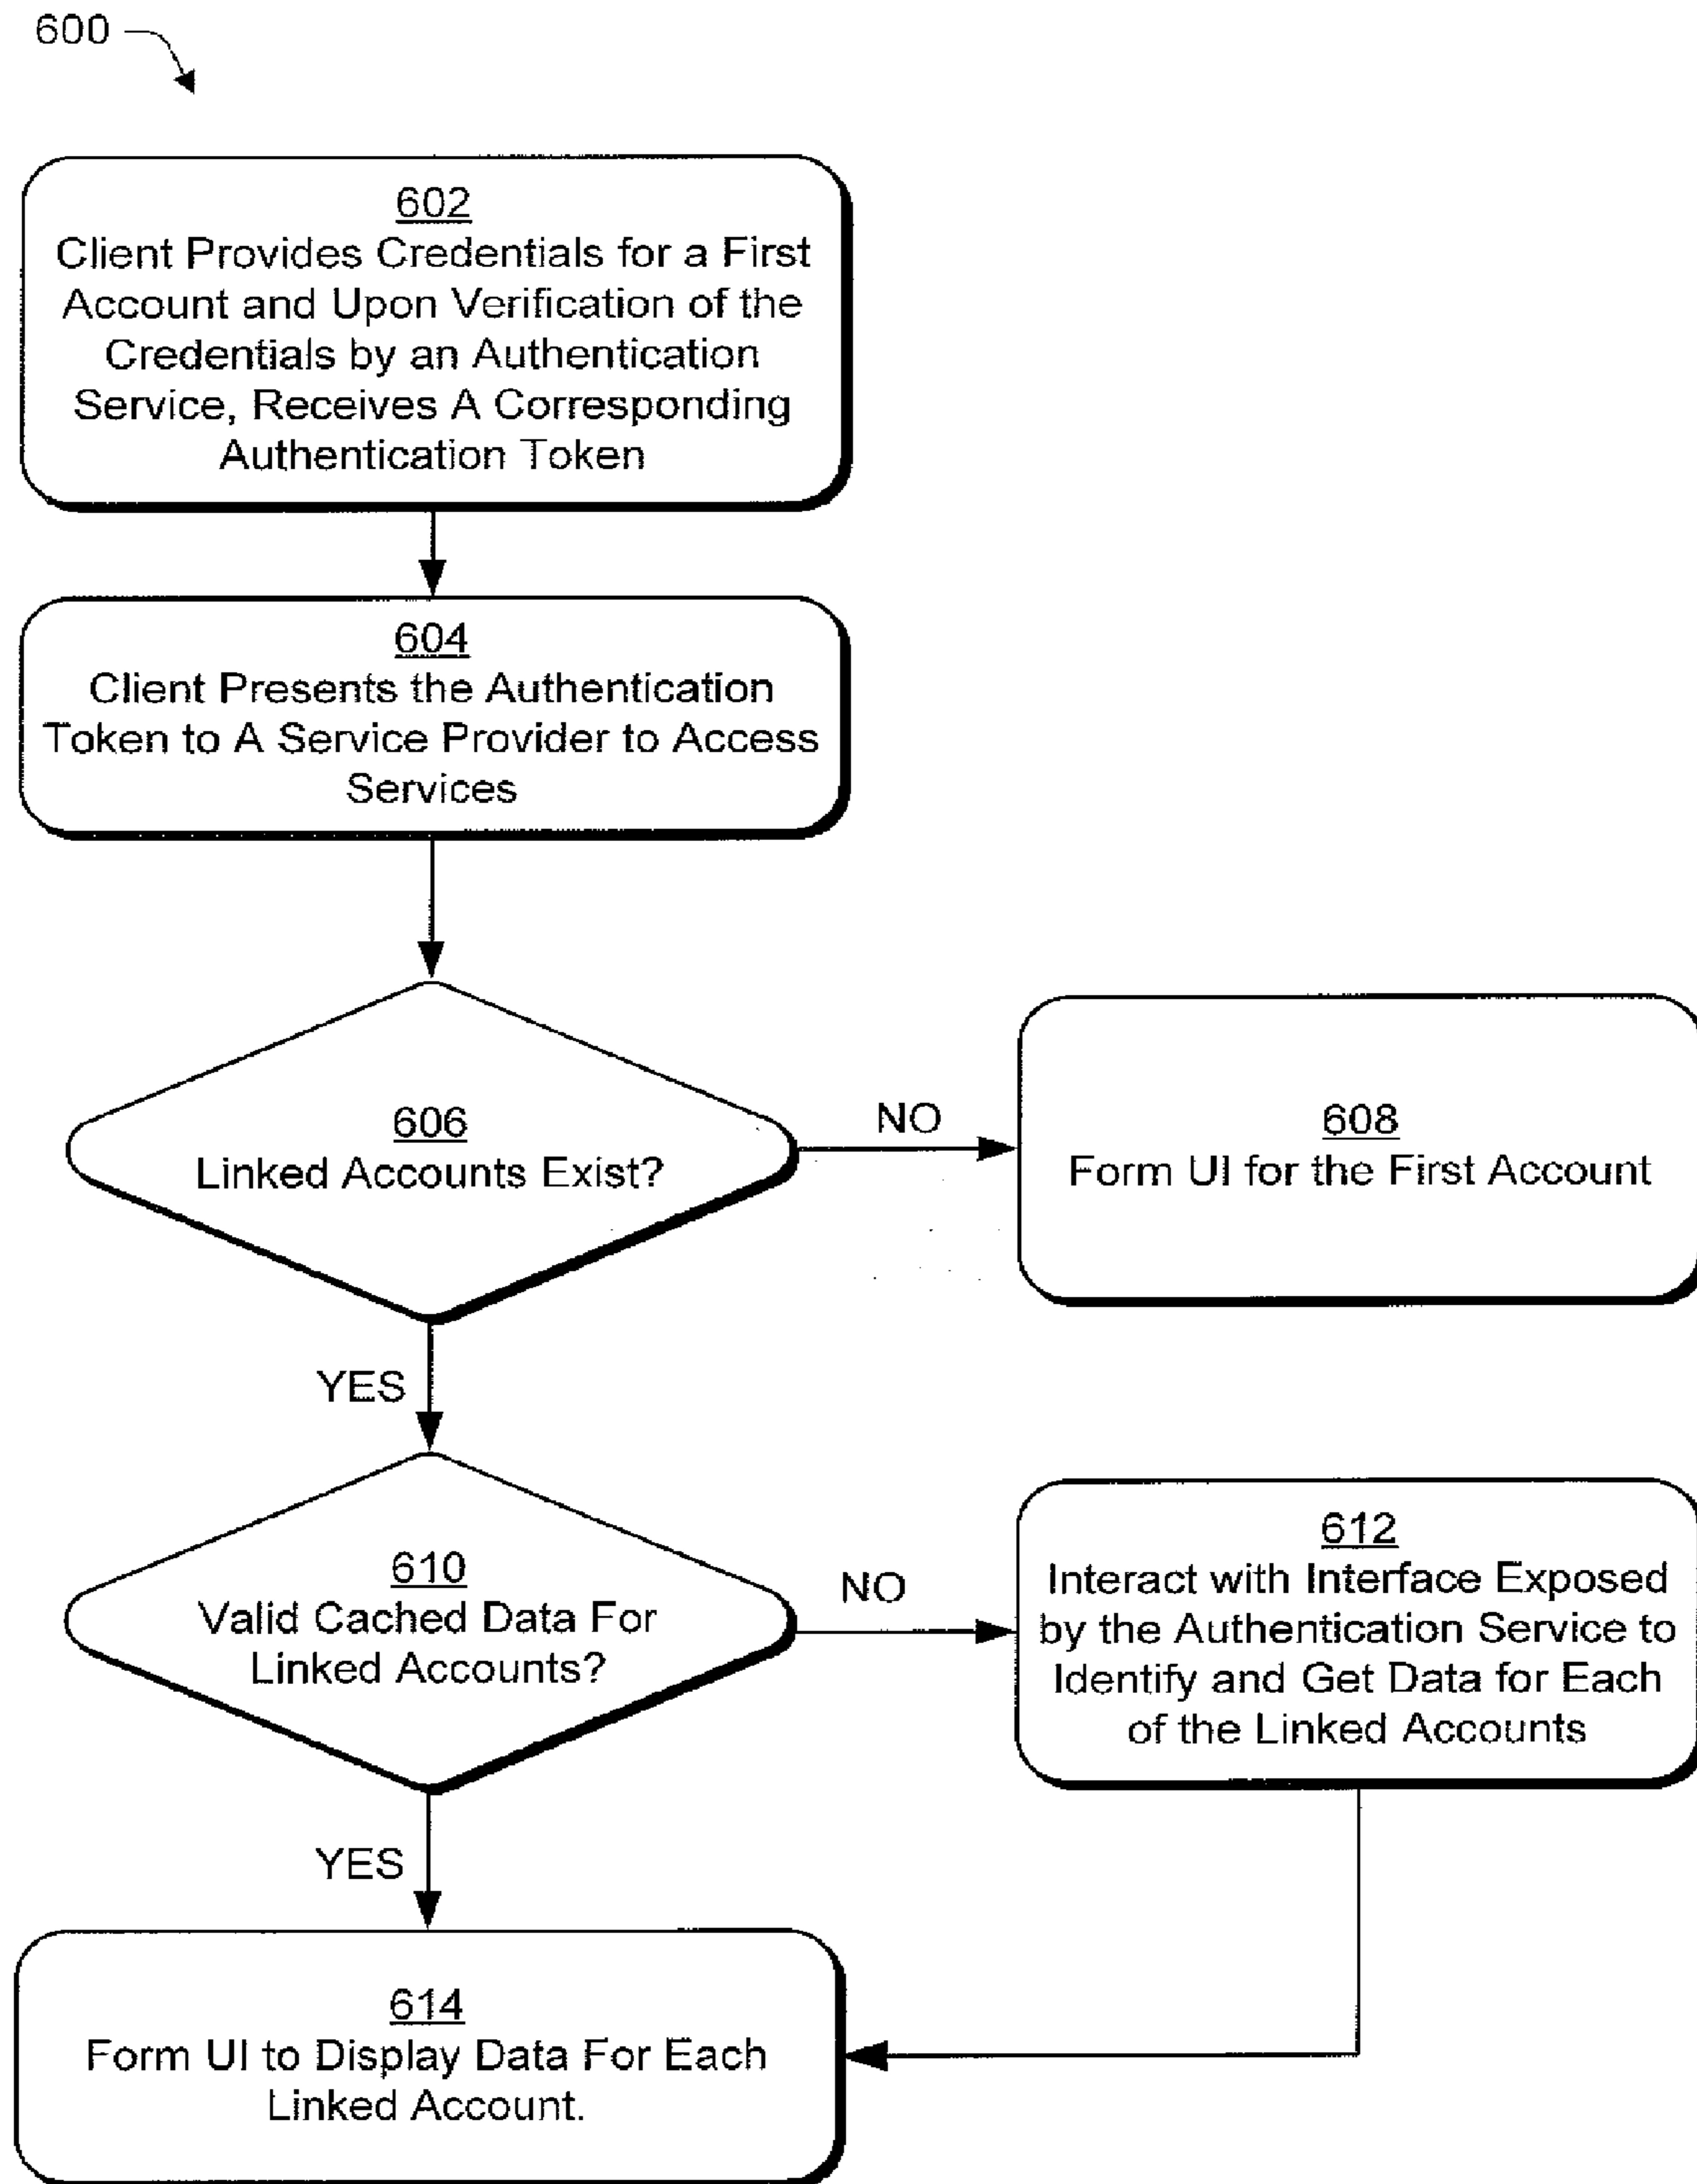 600
602
Client Provides Credentials for a First
Account and Upon Verification of the
Credentials by an Authentication
Service, Receives A Corresponding
Authentication Token
604
Client Presents the Authentication
Token to A Service Provider to Access
Services
606
Linked Accounts Exist?
NO
608
Form UI for the First Account
YES
610
Valid Cached Data For
Linked Accounts?
NO
612
Interact with Interface Exposed
by the Authentication Service to
Identify and Get Data for Each
of the Linked Accounts
YES
614
Form UI to Display Data For Each
Linked Account.